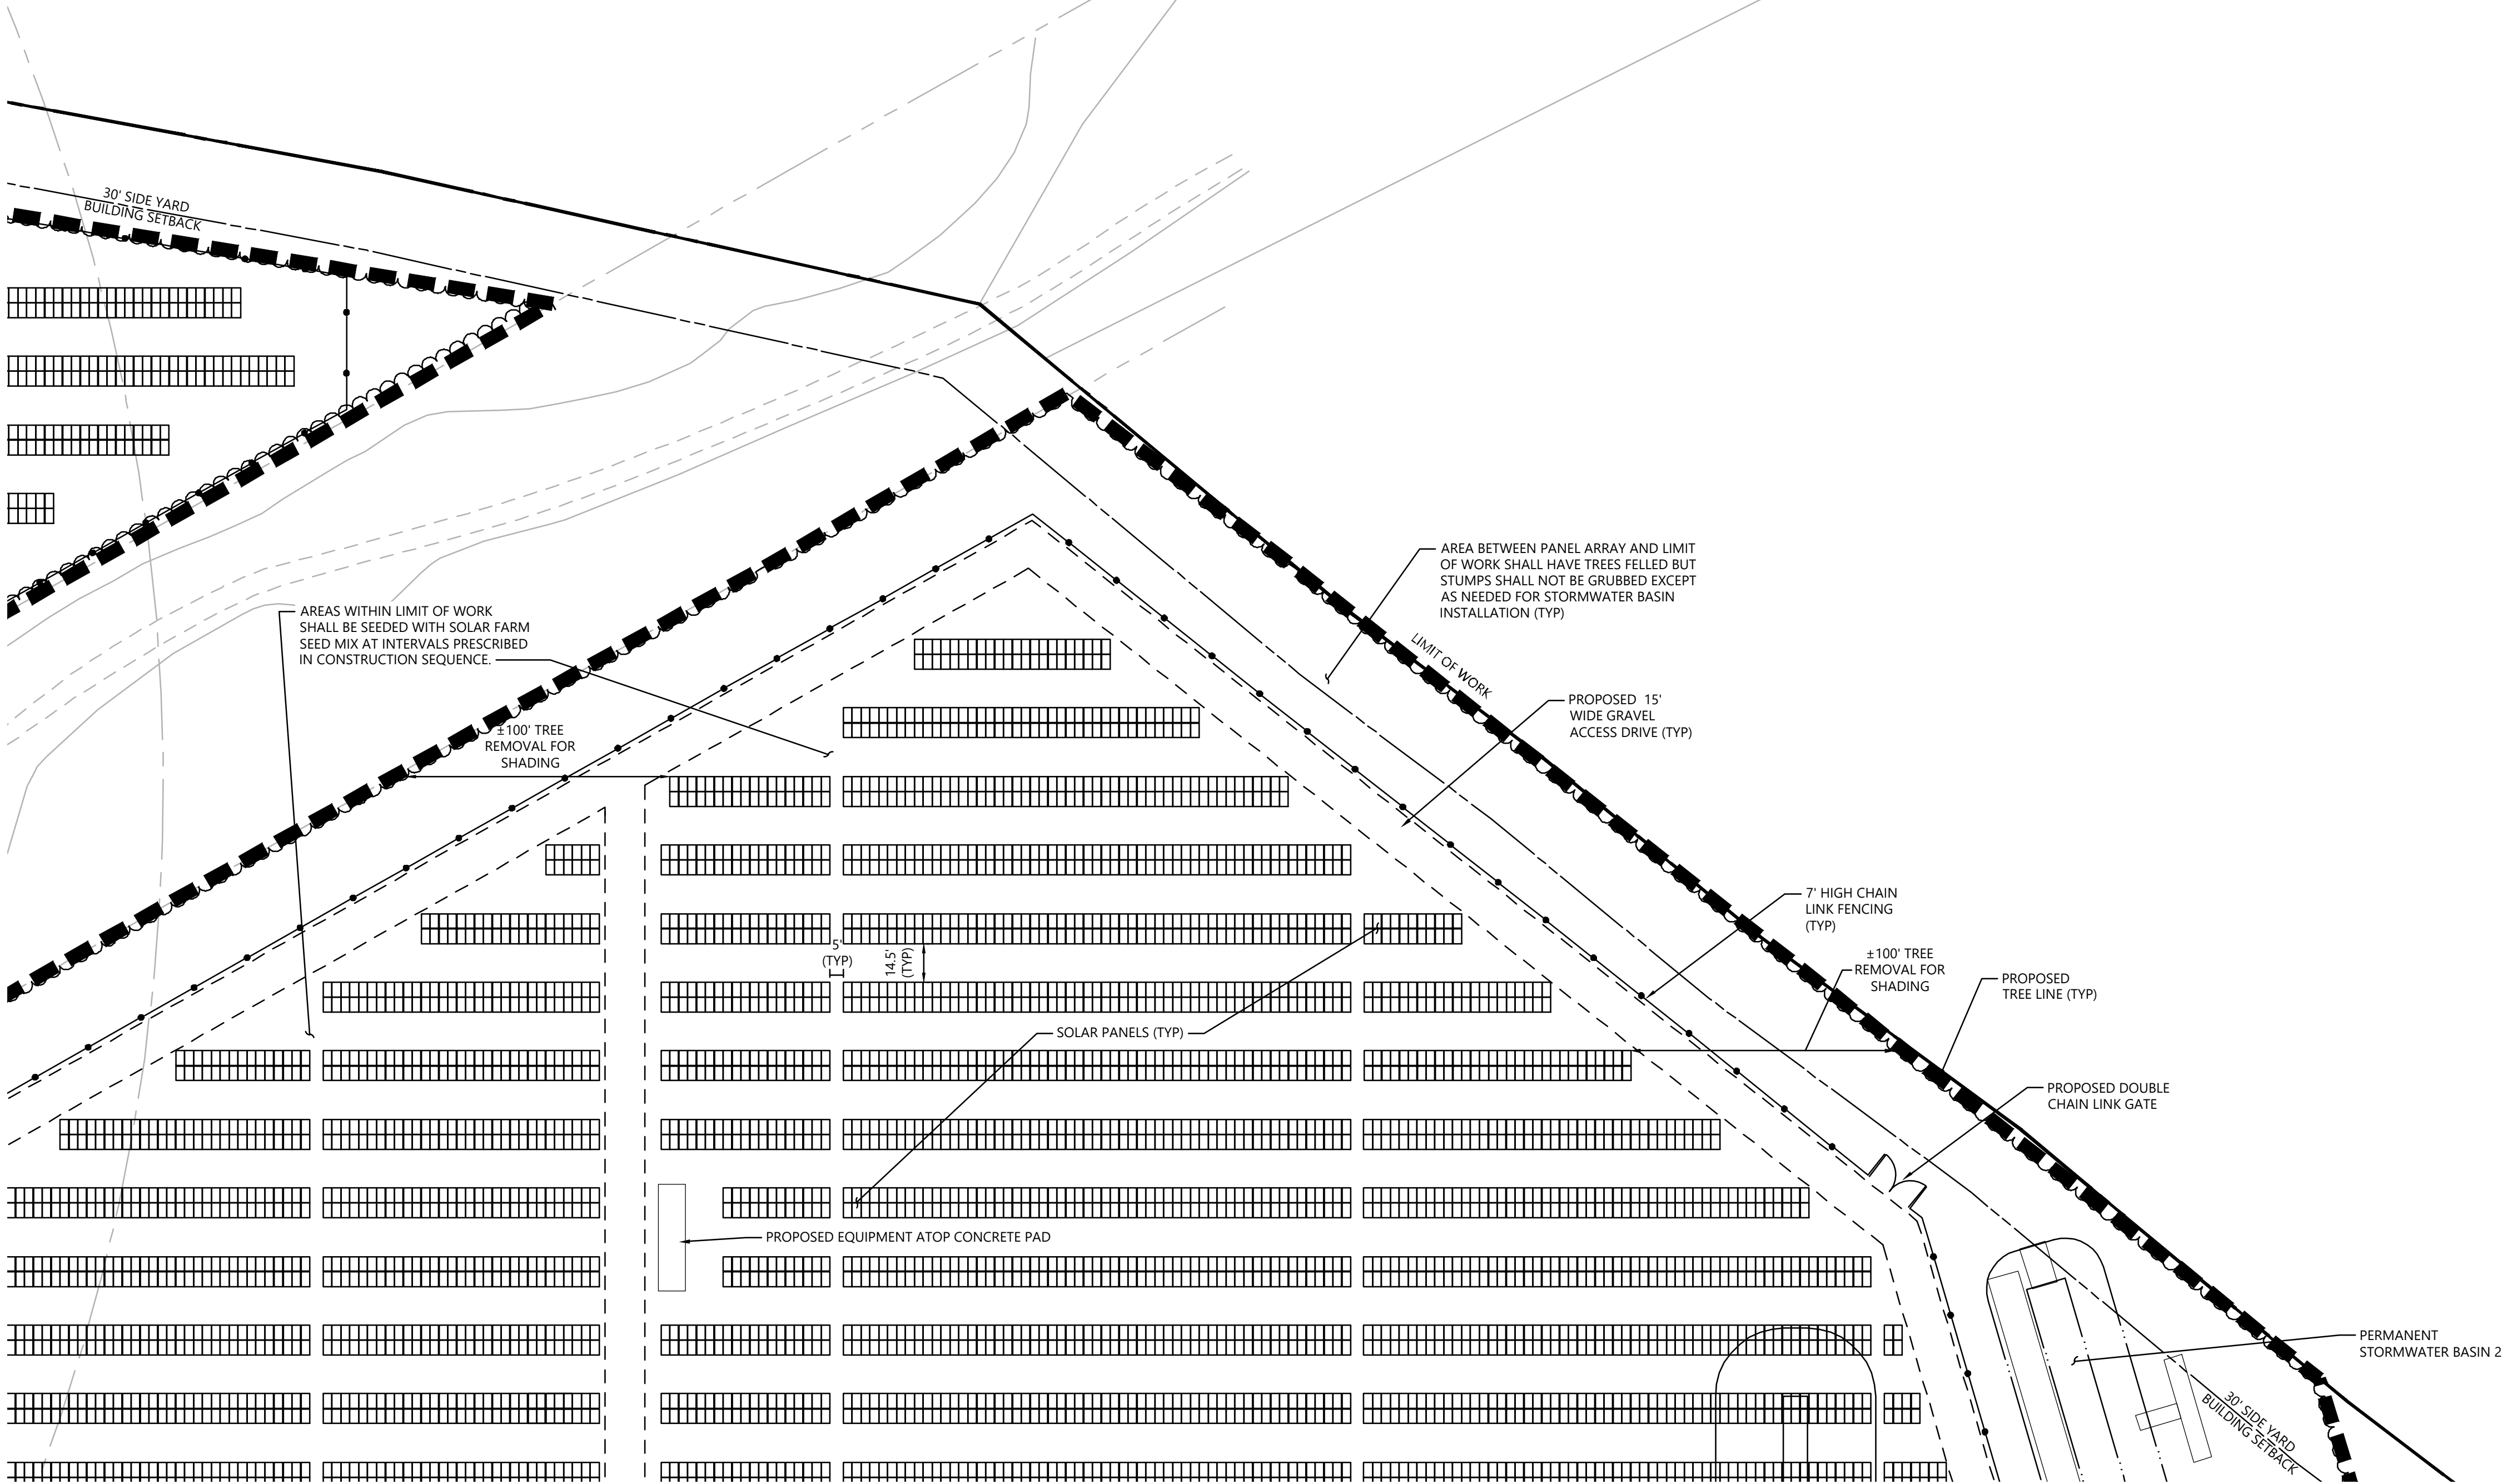 30' SIDE YARD
BUILDING SETBACK
AREA BETWEEN PANEL ARRAY AND LIMIT
OF WORK SHALL HAVE TREES FELLED BUT
STUMPS SHALL NOT BE GRUBBED EXCEPT
AS NEEDED FOR STORMWATER BASIN
INSTALLATION (TYP)
AREAS WITHIN LIMIT OF WORK
SHALL BE SEEDED WITH SOLAR FARM
SEED MIX AT INTERVALS PRESCRIBED
IN CONSTRUCTION SEQUENCE.
LIMIT OF WORK
PROPOSED 15'
WIDE GRAVEL
ACCESS DRIVE (TYP)
±100' TREE
REMOVAL FOR
SHADING
7' HIGH CHAIN
LINK FENCING
(TYP)
5'
(TYP)
14.5'
(TYP)
±100' TREE
REMOVAL FOR
SHADING
PROPOSED
TREE LINE (TYP)
SOLAR PANELS (TYP)
PROPOSED DOUBLE
CHAIN LINK GATE
PROPOSED EQUIPMENT ATOP CONCRETE PAD
PERMANENT
STORMWATER BASIN 2
30' SIDE YARD
BUILDING SETBACK